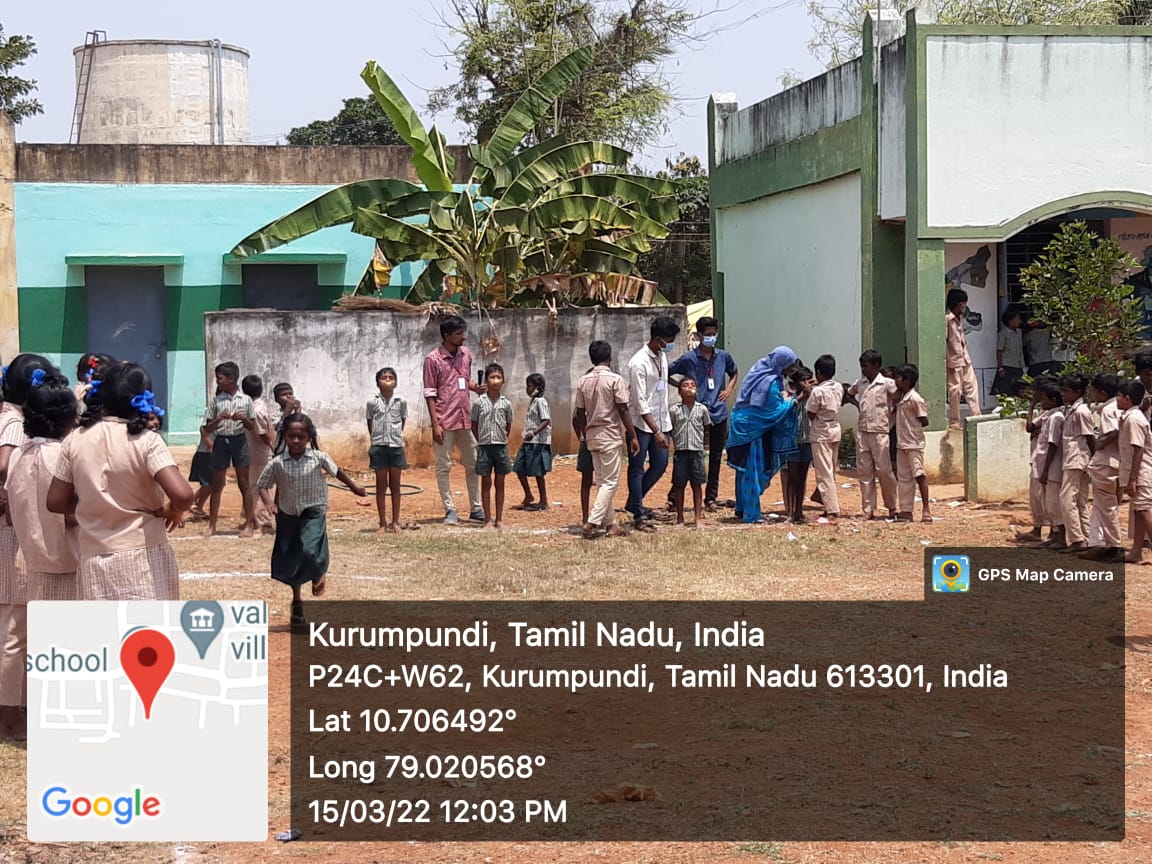 GPS Map Camera
school
val
vill
Google
Kurumpundi, Tamil Nadu, India
P24C+W62, Kurumpundi, Tamil Nadu 613301, India
Lat 10.706492°
Long 79.020568°
15/03/22 12:03 PM